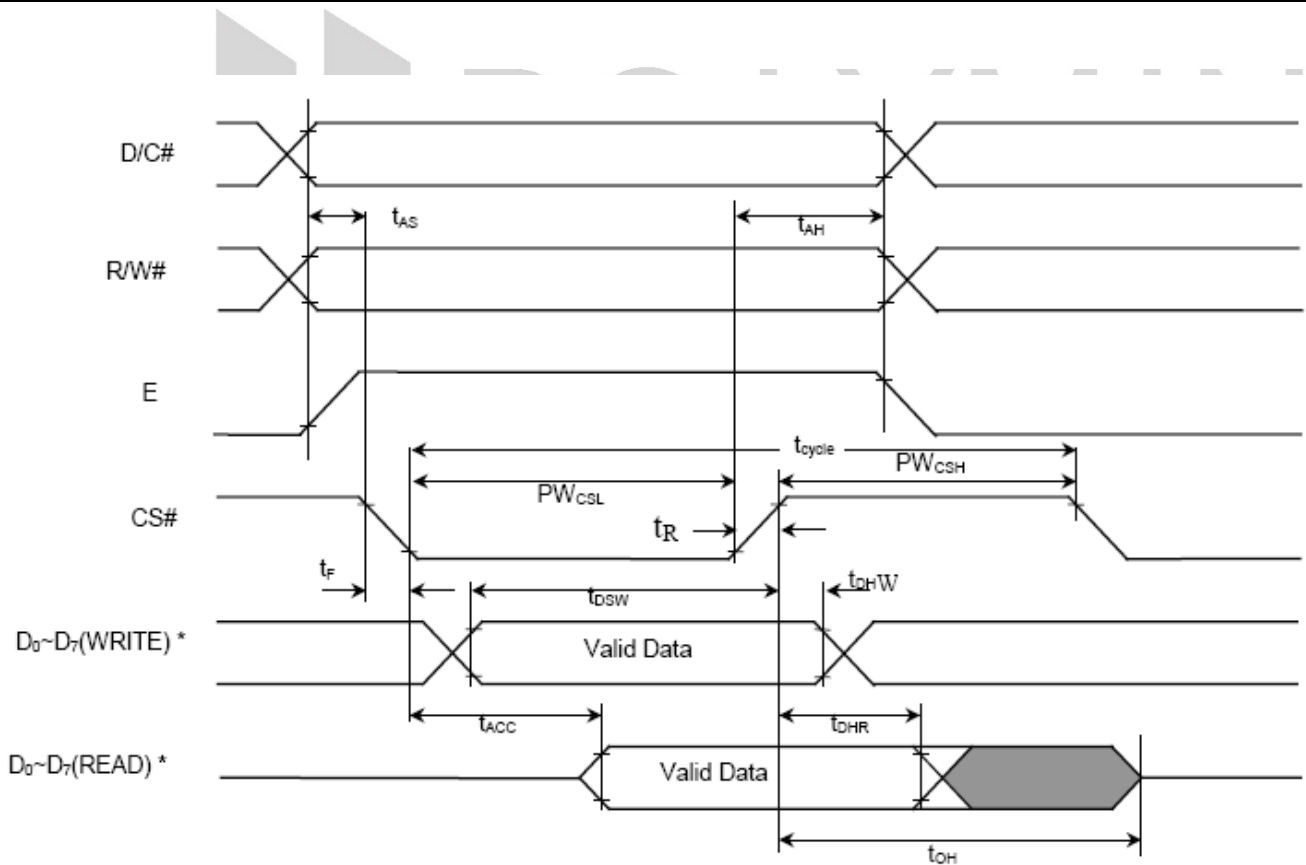 D/C#
tAS
tAH
R/W#
E
tcycle
PWCSL
PWCSH
CS#
tR
tF
tDSW
tDHW
D0~D7(WRITE) *
Valid Data
tACC
tDHR
D0~D7(READ) *
Valid Data
tOH